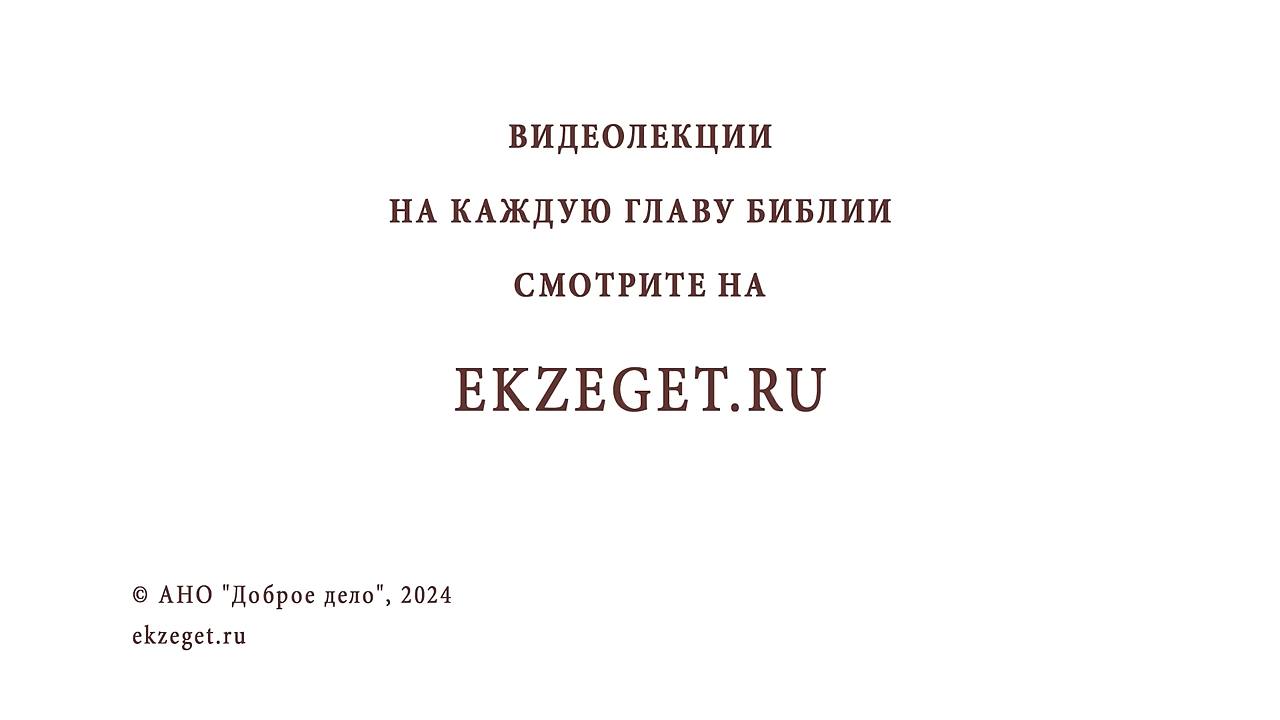 ВИДЕОЛЕКЦИИ
НА КАЖДУЮ ГЛАВУ БИБЛИИ
СМОТРИТЕ НА
EKZEGET.RU
© АНО "Доброе дело", 2024
ekzeget.ru